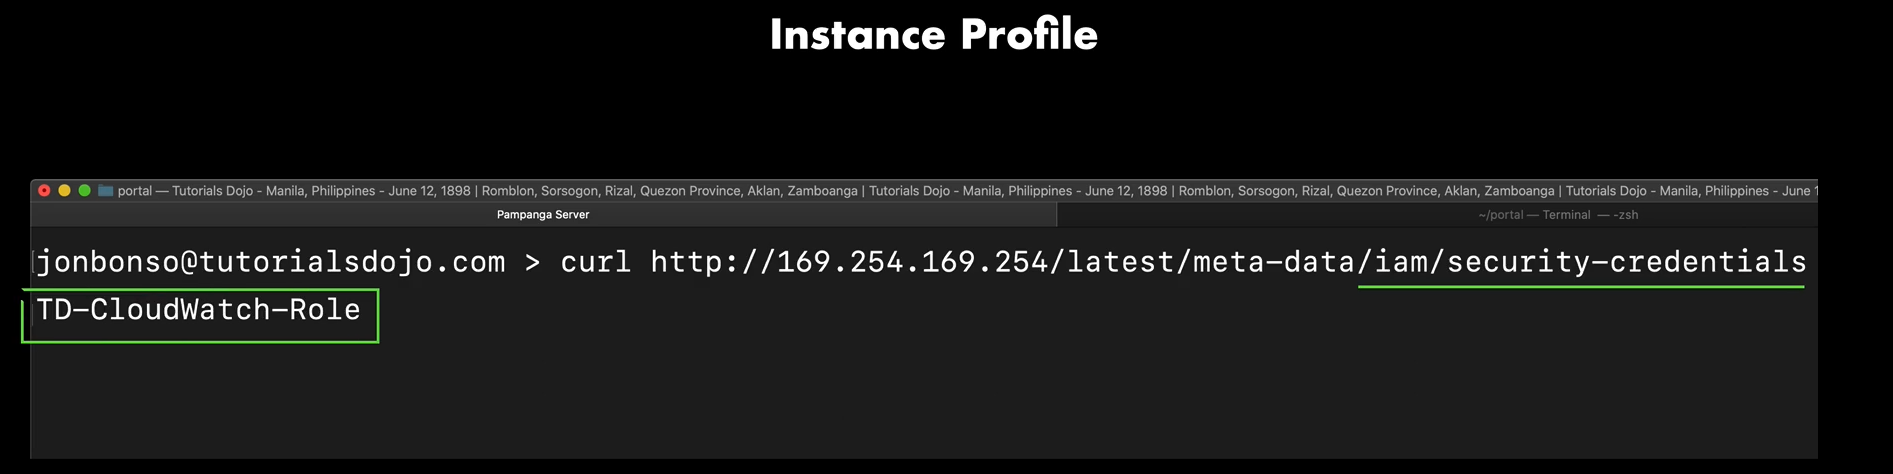 Instance Profile
portal — Tutorials Dojo - Manila, Philippines - June 12, 1898 | Romblon, Sorsogon, Rizal, Quezon Province, Aklan, Zamboanga | Tutorials Dojo - Manila, Philippines - June 12, 1898 | Romblon, Sorsogon, Rizal, Quezon Province, Aklan, Zamboanga | Tutorials Dojo - Manila, Philippines - June 1
Pampanga Server
~/portal — Terminal — -zsh
jonbonso@tutorialsdojo.com > curl http://169.254.169.254/latest/meta-data/iam/security-credentials
TD-CloudWatch-Role